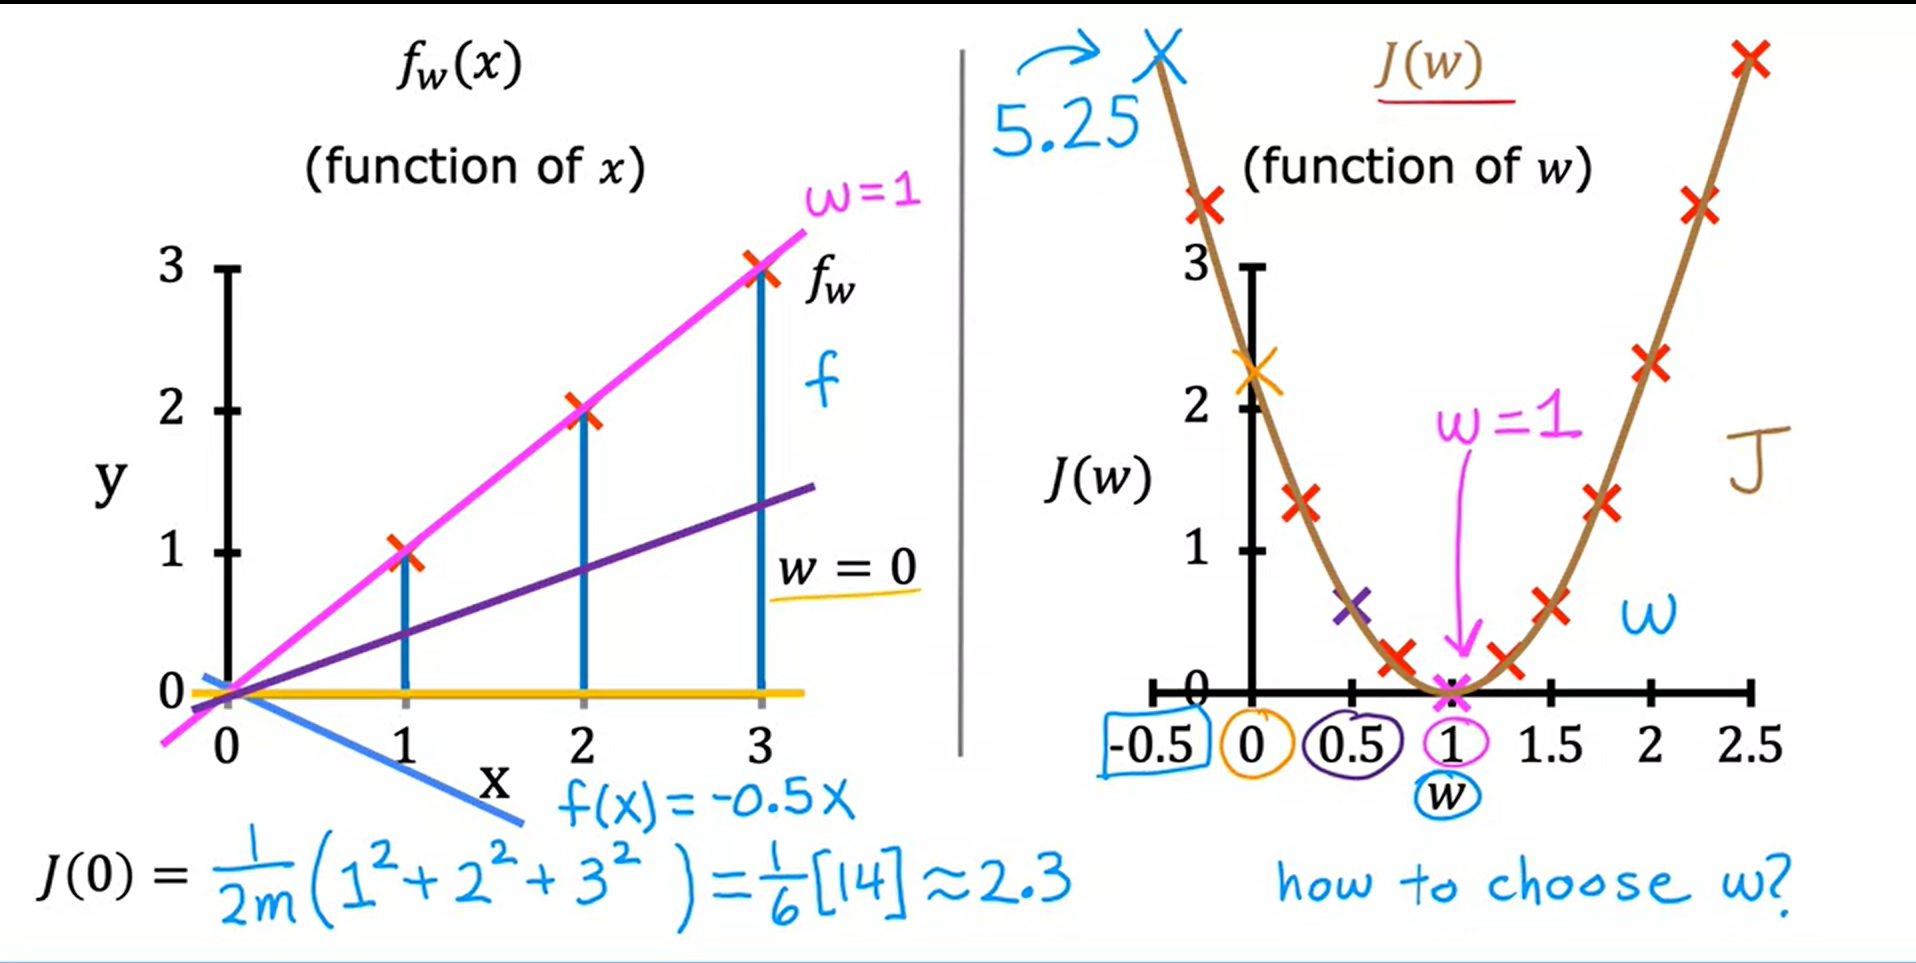 f_w(x)
(function of x)
w=1
3
f_w
2
f
y
1
w = 0
0
0 1 2 3
x
f(x) = -0.5x
J(0) = 1/2m (1² + 2² + 3² ) = 1/6 [14] ≈ 2.3
5.25
J(w)
(function of w)
3
2
w=1
J
J(w)
1
w
0
-0.5 0 0.5 1 1.5 2 2.5
w
how to choose w?